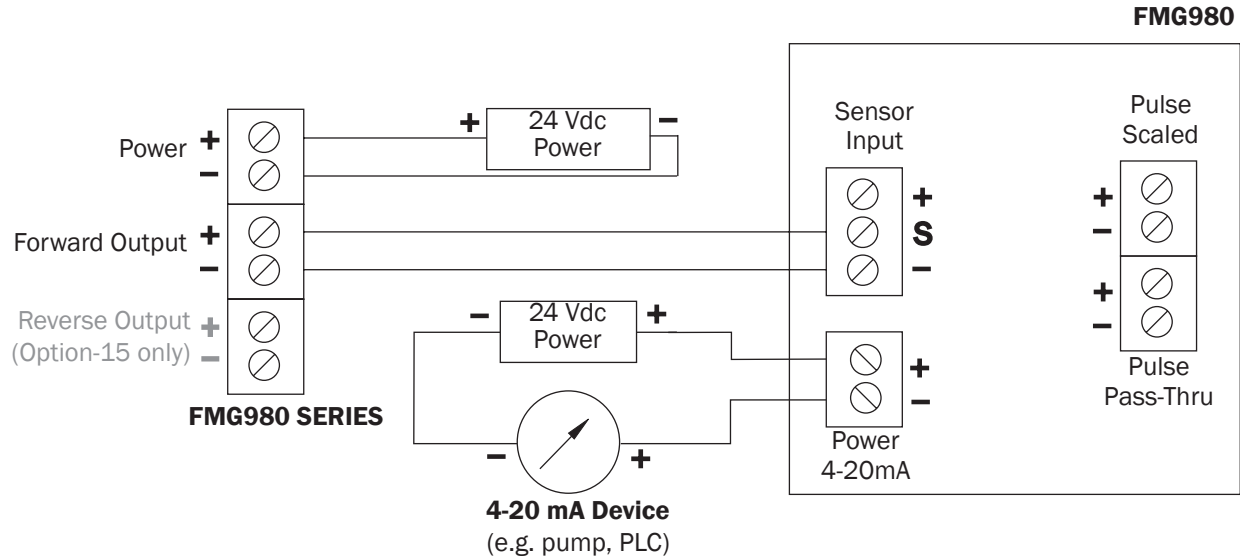 FMG980
Power
+
−
+
24 Vdc
Power
−
Forward Output
+
−
Reverse Output
(Option-15 only)
+
−
FMG980 SERIES
−
24 Vdc
Power
+
−
+
4-20 mA Device
(e.g. pump, PLC)
Sensor
Input
+
S
−
+
−
Power
4-20mA
Pulse
Scaled
+
−
+
−
Pulse
Pass-Thru